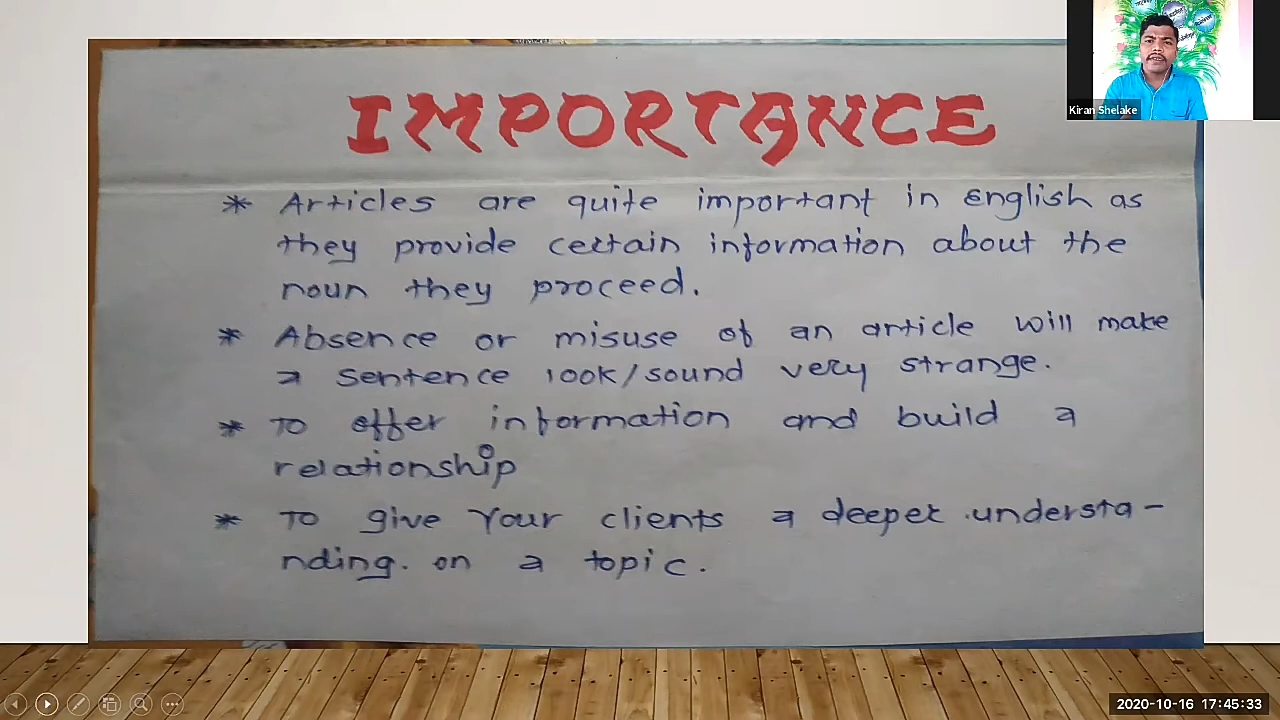 IMPORTANCE
* Articles are quite important in English as
they provide certain information about the
noun they proceed.
* Absence or misuse of an article will make
a sentence look/sound very strange.
* To offer information and build a
relationship
* To give Your clients a deeper understa-
nding. on a topic.
Kiran Shelake
2020-10-16 17:45:33